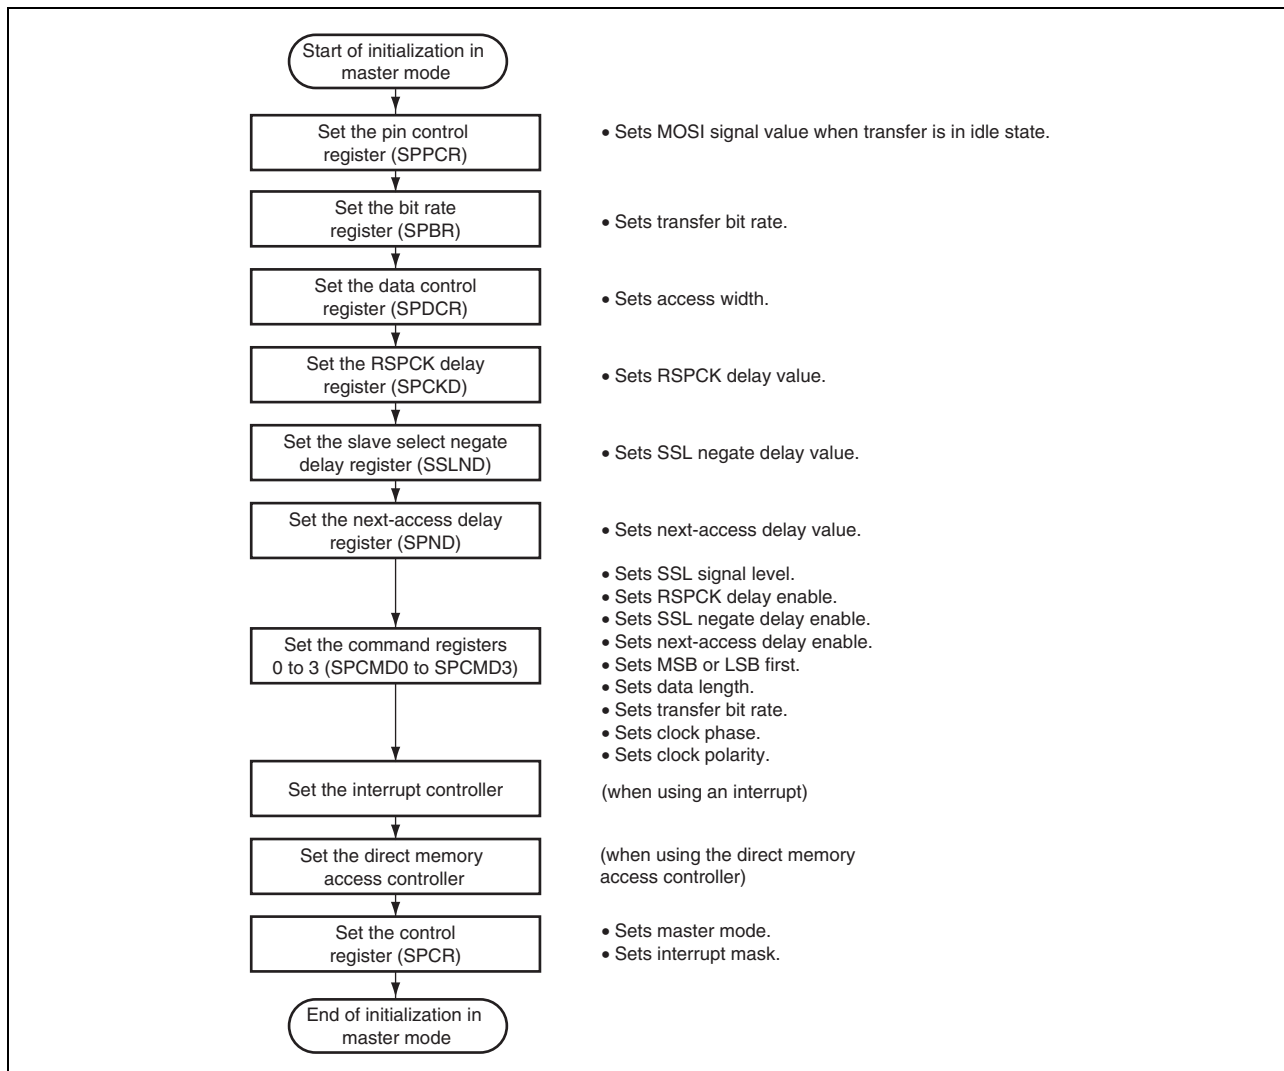 Start of initialization in
master mode
Set the pin control
register (SPPCR)
• Sets MOSI signal value when transfer is in idle state.
Set the bit rate
register (SPBR)
• Sets transfer bit rate.
Set the data control
register (SPDCR)
• Sets access width.
Set the RSPCK delay
register (SPCKD)
• Sets RSPCK delay value.
Set the slave select negate
delay register (SSLND)
• Sets SSL negate delay value.
Set the next-access delay
register (SPND)
• Sets next-access delay value.
Set the command registers
0 to 3 (SPCMD0 to SPCMD3)
• Sets SSL signal level.
• Sets RSPCK delay enable.
• Sets SSL negate delay enable.
• Sets next-access delay enable.
• Sets MSB or LSB first.
• Sets data length.
• Sets transfer bit rate.
• Sets clock phase.
• Sets clock polarity.
Set the interrupt controller
(when using an interrupt)
Set the direct memory
access controller
(when using the direct memory
access controller)
Set the control
register (SPCR)
• Sets master mode.
• Sets interrupt mask.
End of initialization in
master mode